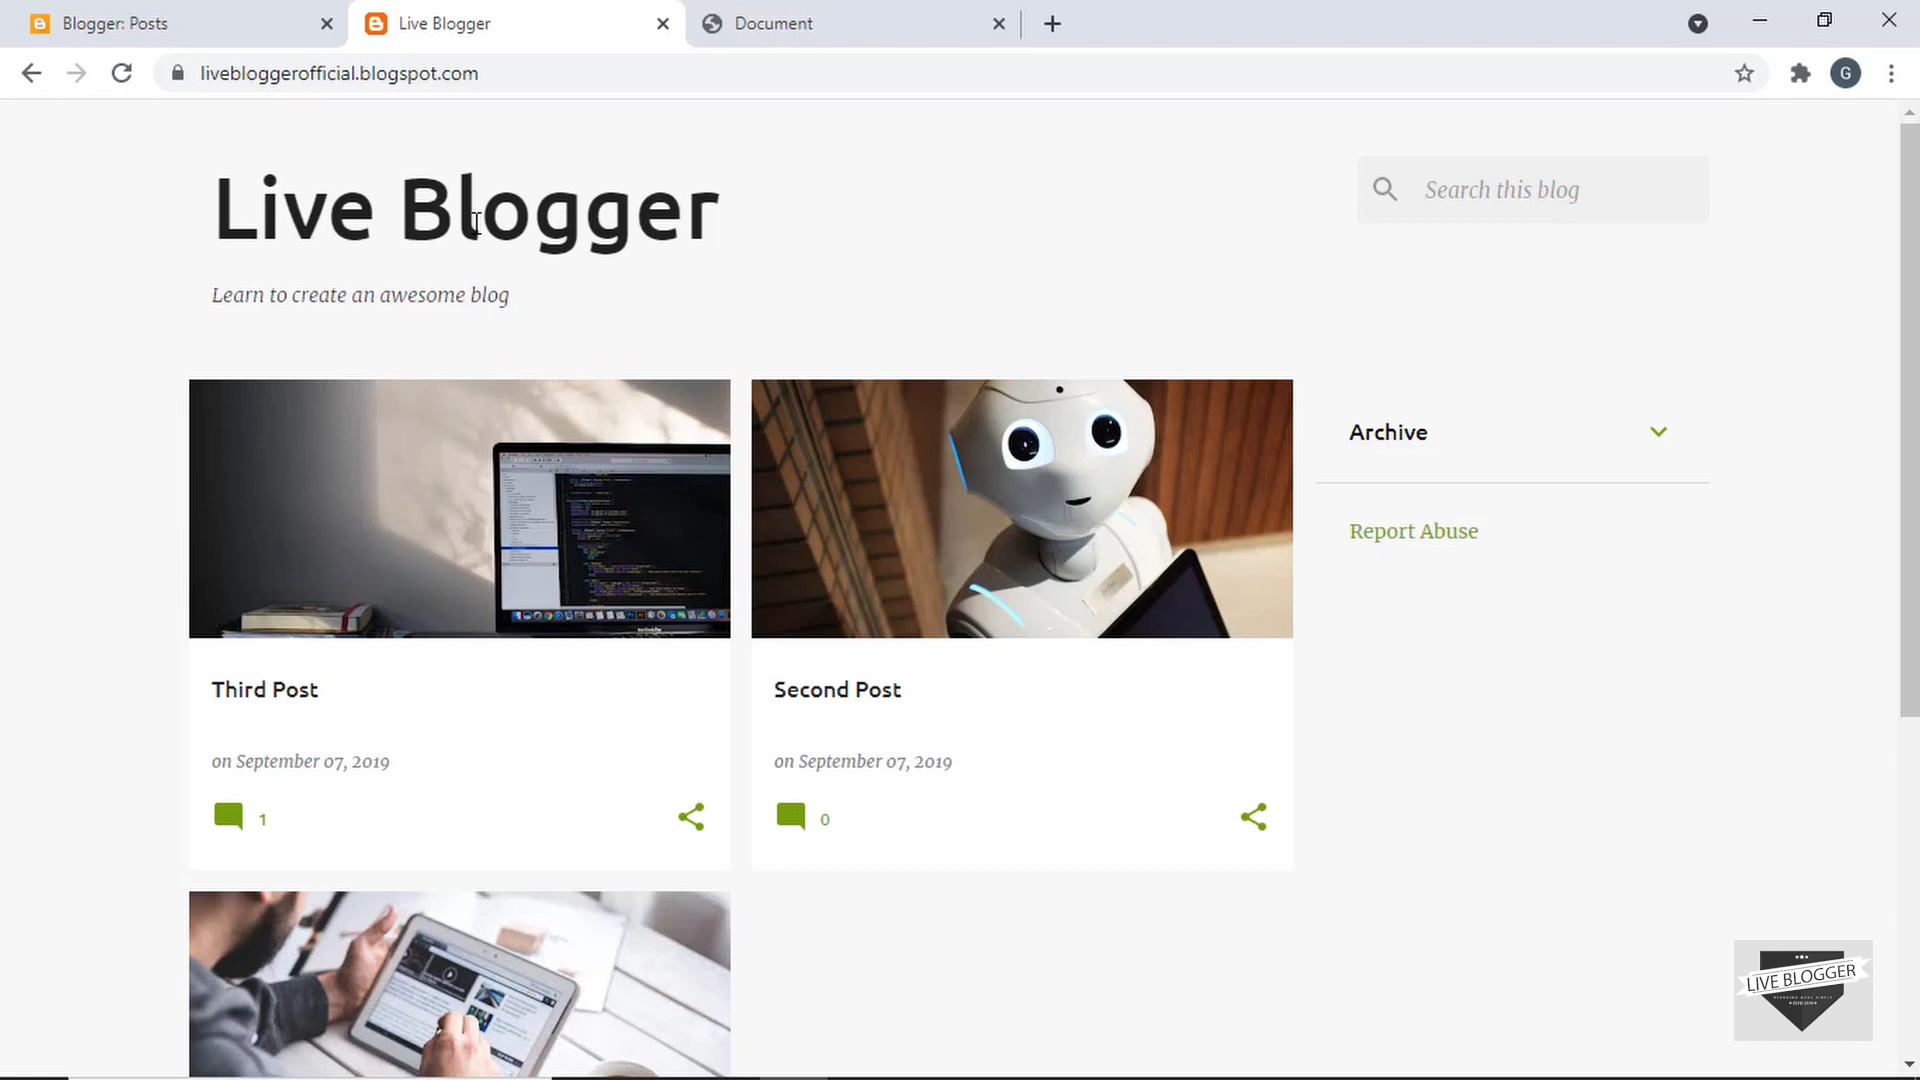 Blogger: Posts
Live Blogger
Document
livebloggerofficial.blogspot.com
G
Live Blogger
Search this blog
Learn to create an awesome blog
Archive
Report Abuse
Third Post
Second Post
on September 07, 2019
on September 07, 2019
1
0
LIVE BLOGGER